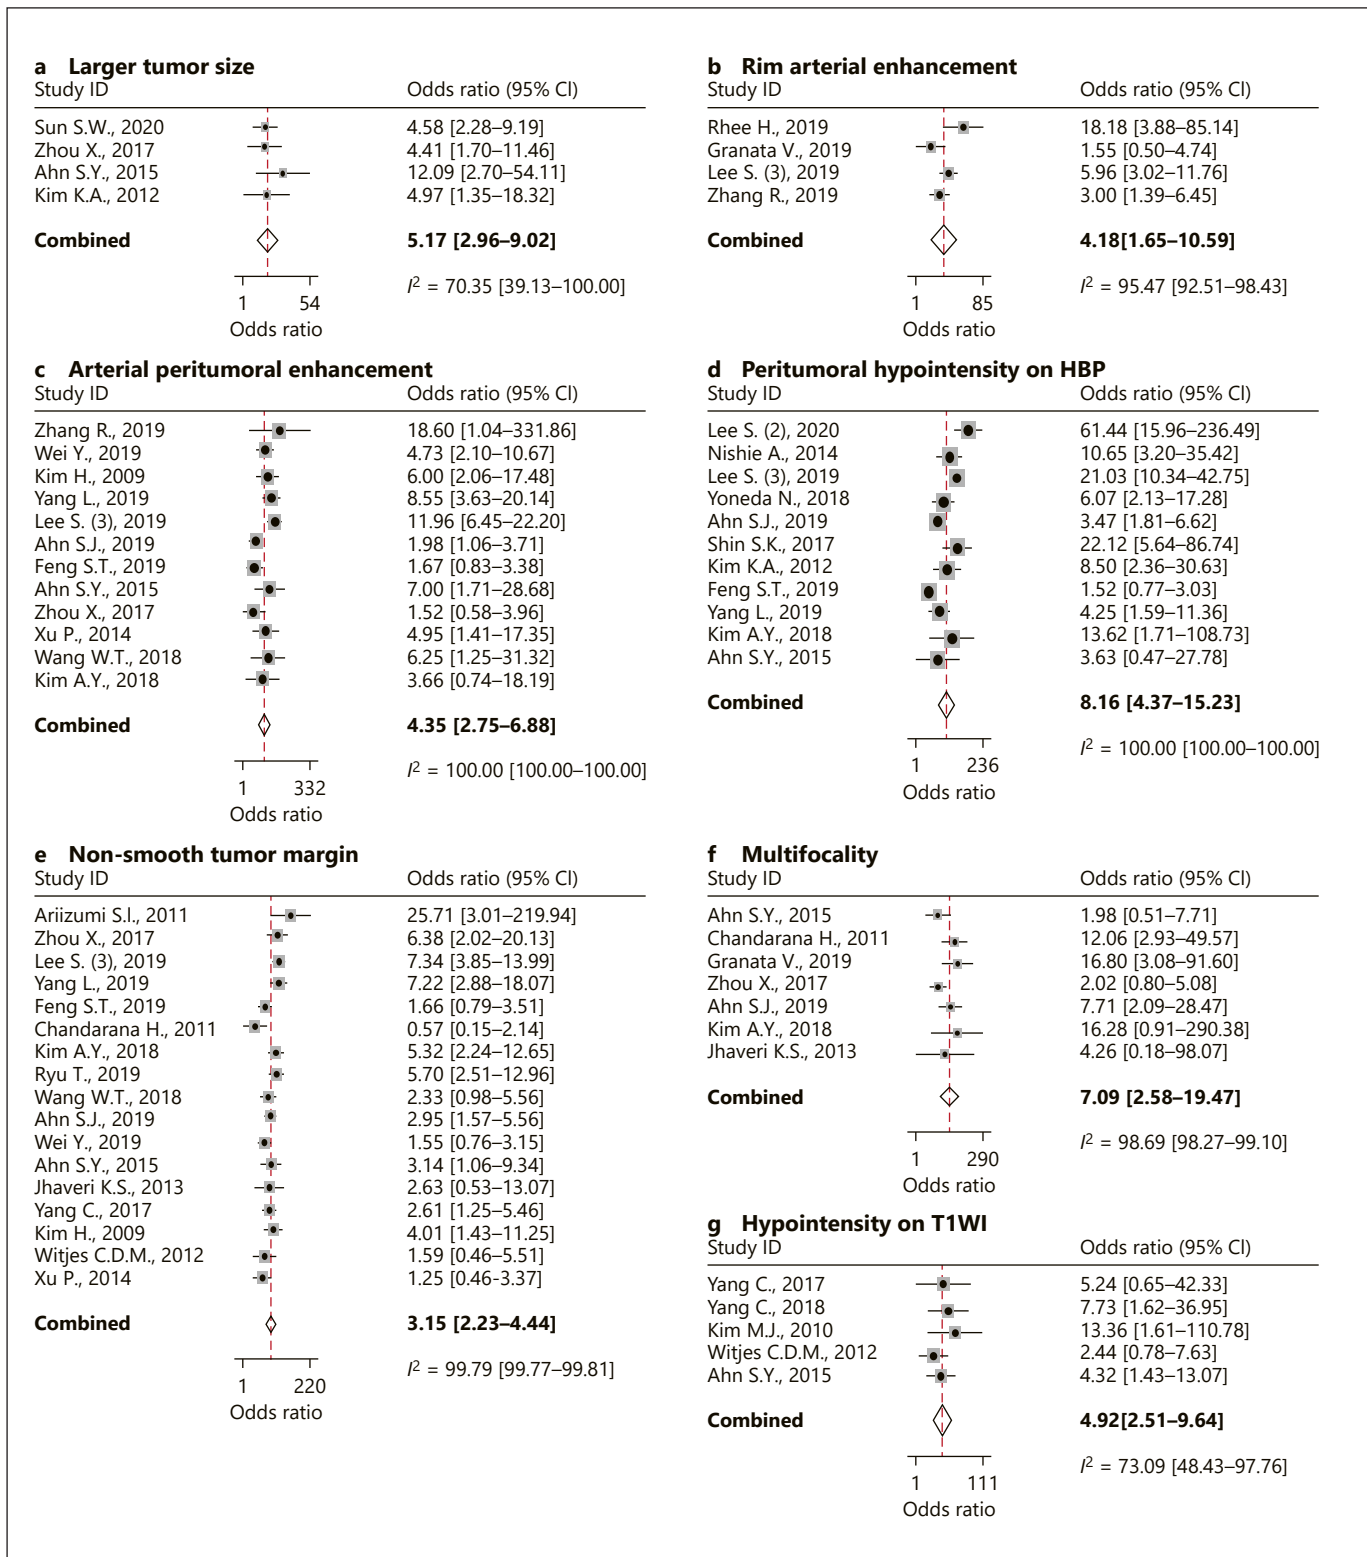 a Larger tumor size
Study ID Odds ratio (95% CI)
Sun S.W., 2020 4.58 [2.28–9.19]
Zhou X., 2017 4.41 [1.70–11.46]
Ahn S.Y., 2015 12.09 [2.70–54.11]
Kim K.A., 2012 4.97 [1.35–18.32]
Combined 5.17 [2.96–9.02]
I² = 70.35 [39.13–100.00]
1 54
Odds ratio
b Rim arterial enhancement
Study ID Odds ratio (95% CI)
Rhee H., 2019 18.18 [3.88–85.14]
Granata V., 2019 1.55 [0.50–4.74]
Lee S. (3), 2019 5.96 [3.02–11.76]
Zhang R., 2019 3.00 [1.39–6.45]
Combined 4.18[1.65–10.59]
I² = 95.47 [92.51–98.43]
1 85
Odds ratio
c Arterial peritumoral enhancement
Study ID Odds ratio (95% CI)
Zhang R., 2019 18.60 [1.04–331.86]
Wei Y., 2019 4.73 [2.10–10.67]
Kim H., 2009 6.00 [2.06–17.48]
Yang L., 2019 8.55 [3.63–20.14]
Lee S. (3), 2019 11.96 [6.45–22.20]
Ahn S.J., 2019 1.98 [1.06–3.71]
Feng S.T., 2019 1.67 [0.83–3.38]
Ahn S.Y., 2015 7.00 [1.71–28.68]
Zhou X., 2017 1.52 [0.58–3.96]
Xu P., 2014 4.95 [1.41–17.35]
Wang W.T., 2018 6.25 [1.25–31.32]
Kim A.Y., 2018 3.66 [0.74–18.19]
Combined 4.35 [2.75–6.88]
I² = 100.00 [100.00–100.00]
1 332
Odds ratio
d Peritumoral hypointensity on HBP
Study ID Odds ratio (95% CI)
Lee S. (2), 2020 61.44 [15.96–236.49]
Nishie A., 2014 10.65 [3.20–35.42]
Lee S. (3), 2019 21.03 [10.34–42.75]
Yoneda N., 2018 6.07 [2.13–17.28]
Ahn S.J., 2019 3.47 [1.81–6.62]
Shin S.K., 2017 22.12 [5.64–86.74]
Kim K.A., 2012 8.50 [2.36–30.63]
Feng S.T., 2019 1.52 [0.77–3.03]
Yang L., 2019 4.25 [1.59–11.36]
Kim A.Y., 2018 13.62 [1.71–108.73]
Ahn S.Y., 2015 3.63 [0.47–27.78]
Combined 8.16 [4.37–15.23]
I² = 100.00 [100.00–100.00]
1 236
Odds ratio
e Non-smooth tumor margin
Study ID Odds ratio (95% CI)
Ariizumi S.I., 2011 25.71 [3.01–219.94]
Zhou X., 2017 6.38 [2.02–20.13]
Lee S. (3), 2019 7.34 [3.85–13.99]
Yang L., 2019 7.22 [2.88–18.07]
Feng S.T., 2019 1.66 [0.79–3.51]
Chandarana H., 2011 0.57 [0.15–2.14]
Kim A.Y., 2018 5.32 [2.24–12.65]
Ryu T., 2019 5.70 [2.51–12.96]
Wang W.T., 2018 2.33 [0.98–5.56]
Ahn S.J., 2019 2.95 [1.57–5.56]
Wei Y., 2019 1.55 [0.76–3.15]
Ahn S.Y., 2015 3.14 [1.06–9.34]
Jhaveri K.S., 2013 2.63 [0.53–13.07]
Yang C., 2017 2.61 [1.25–5.46]
Kim H., 2009 4.01 [1.43–11.25]
Witjes C.D.M., 2012 1.59 [0.46–5.51]
Xu P., 2014 1.25 [0.46-3.37]
Combined 3.15 [2.23–4.44]
I² = 99.79 [99.77–99.81]
1 220
Odds ratio
f Multifocality
Study ID Odds ratio (95% CI)
Ahn S.Y., 2015 1.98 [0.51–7.71]
Chandarana H., 2011 12.06 [2.93–49.57]
Granata V., 2019 16.80 [3.08–91.60]
Zhou X., 2017 2.02 [0.80–5.08]
Ahn S.J., 2019 7.71 [2.09–28.47]
Kim A.Y., 2018 16.28 [0.91–290.38]
Jhaveri K.S., 2013 4.26 [0.18–98.07]
Combined 7.09 [2.58–19.47]
I² = 98.69 [98.27–99.10]
1 290
Odds ratio
g Hypointensity on T1WI
Study ID Odds ratio (95% CI)
Yang C., 2017 5.24 [0.65–42.33]
Yang C., 2018 7.73 [1.62–36.95]
Kim M.J., 2010 13.36 [1.61–110.78]
Witjes C.D.M., 2012 2.44 [0.78–7.63]
Ahn S.Y., 2015 4.32 [1.43–13.07]
Combined 4.92[2.51–9.64]
I² = 73.09 [48.43–97.76]
1 111
Odds ratio